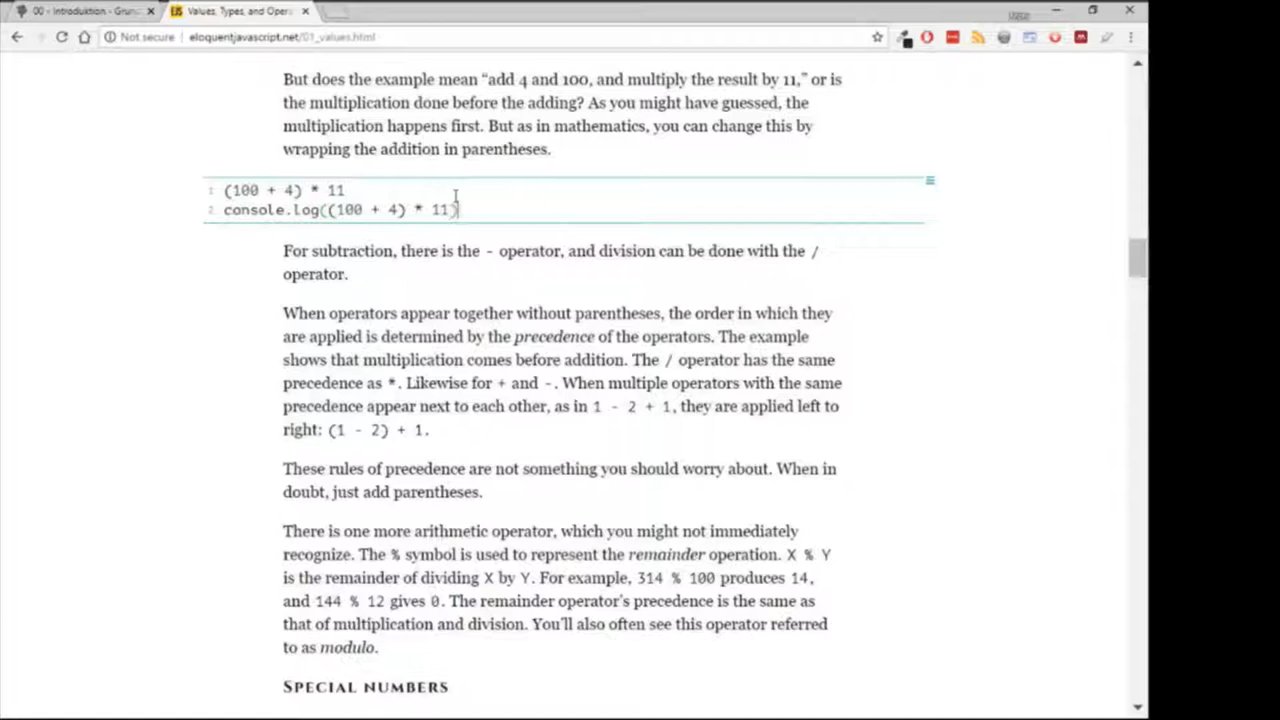 00 - Introduktion - Grun
Values, Types, and Oper
Not secure
eloquentjavascript.net/01_values.html
But does the example mean “add 4 and 100, and multiply the result by 11,” or is
the multiplication done before the adding? As you might have guessed, the
multiplication happens first. But as in mathematics, you can change this by
wrapping the addition in parentheses.
1 (100 + 4) * 11
2 console.log((100 + 4) * 11)
For subtraction, there is the - operator, and division can be done with the /
operator.
When operators appear together without parentheses, the order in which they
are applied is determined by the precedence of the operators. The example
shows that multiplication comes before addition. The / operator has the same
precedence as *. Likewise for + and -. When multiple operators with the same
precedence appear next to each other, as in 1 - 2 + 1, they are applied left to
right: (1 - 2) + 1.
These rules of precedence are not something you should worry about. When in
doubt, just add parentheses.
There is one more arithmetic operator, which you might not immediately
recognize. The % symbol is used to represent the remainder operation. X % Y
is the remainder of dividing X by Y. For example, 314 % 100 produces 14,
and 144 % 12 gives 0. The remainder operator’s precedence is the same as
that of multiplication and division. You’ll also often see this operator referred
to as modulo.
SPECIAL NUMBERS